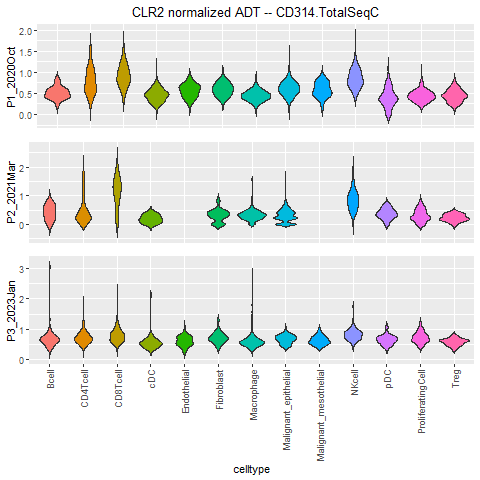 CLR2 normalized ADT -- CD314.TotalSeqC
P1_2020Oct
2.0
1.5
1.0
0.5
0.0
P2_2021Mar
2
1
0
P3_2023Jan
3
2
1
0
Bcell
CD4Tcell
CD8Tcell
cDC
Endothelial
Fibroblast
Macrophage
Malignant_epithelial
Malignant_mesothelial
NKcell
pDC
ProliferatingCell
Treg
celltype